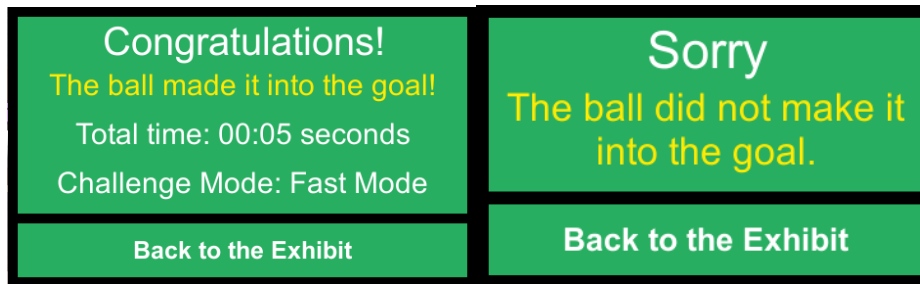 Congratulations!
The ball made it into the goal!
Total time: 00:05 seconds
Challenge Mode: Fast Mode
Back to the Exhibit
Sorry
The ball did not make it
into the goal.
Back to the Exhibit